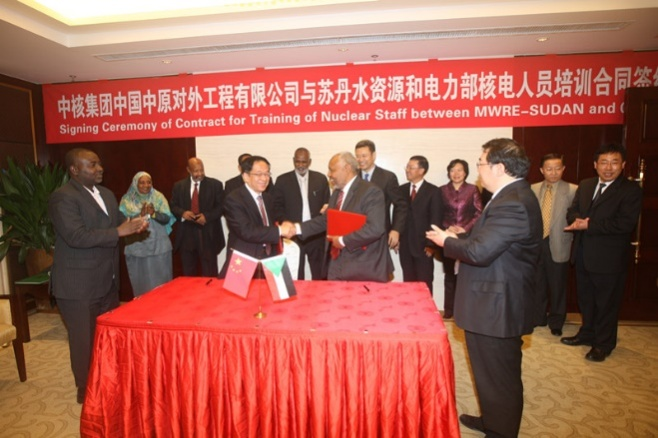 中核集团中国中原对外工程有限公司与苏丹水资源和电力部核电人员培训合同签
Signing Ceremony of Contract for Training of Nuclear Staff between MWRE-SUDAN and